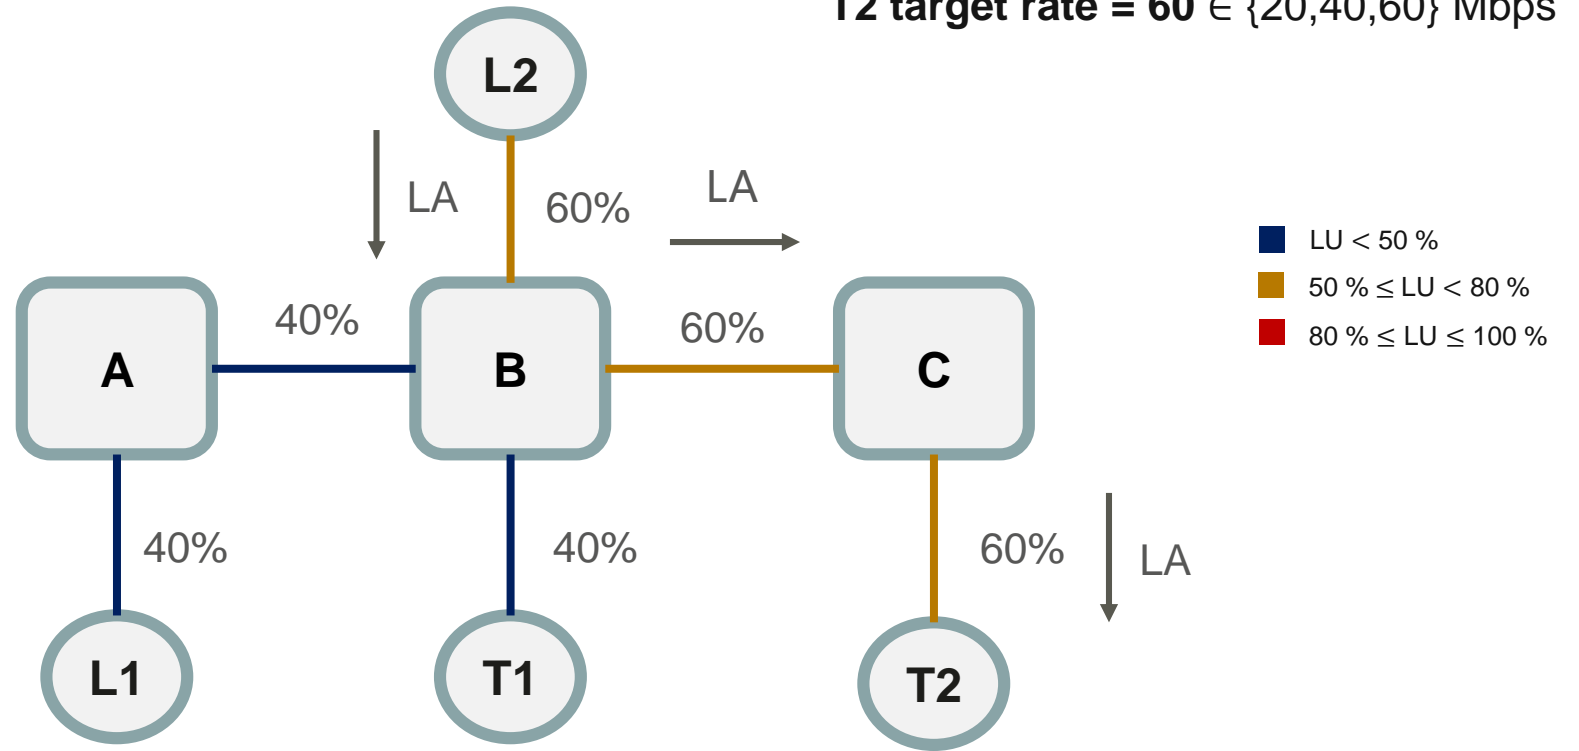 T2 target rate = 60 ∈ {20,40,60} Mbps
L2
LA
60%
LA
LU < 50 %
50 % ≤ LU < 80 %
80 % ≤ LU ≤ 100 %
40%
60%
A
B
C
40%
40%
60%
LA
L1
T1
T2